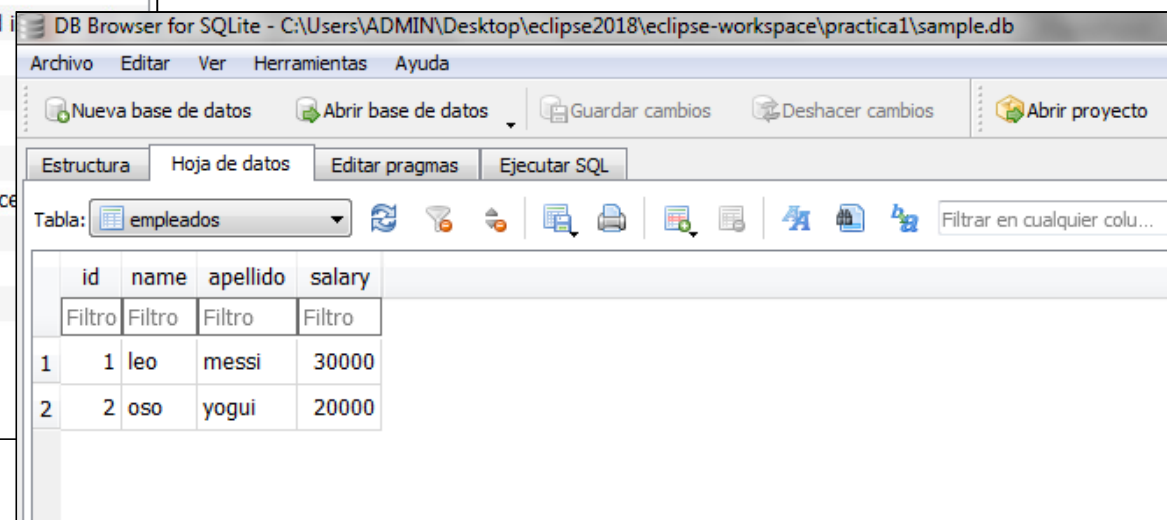 DB Browser for SQLite - C:\Users\ADMIN\Desktop\eclipse2018\eclipse-workspace\practica1\sample.db
Archivo Editar Ver Herramientas Ayuda
Nueva base de datos Abrir base de datos Guardar cambios Deshacer cambios Abrir proyecto
Estructura Hoja de datos Editar pragmas Ejecutar SQL
Tabla: empleados Filtrar en cualquier colu...
id name apellido salary
Filtro Filtro Filtro Filtro
1 1 leo messi 30000
2 2 oso yogui 20000